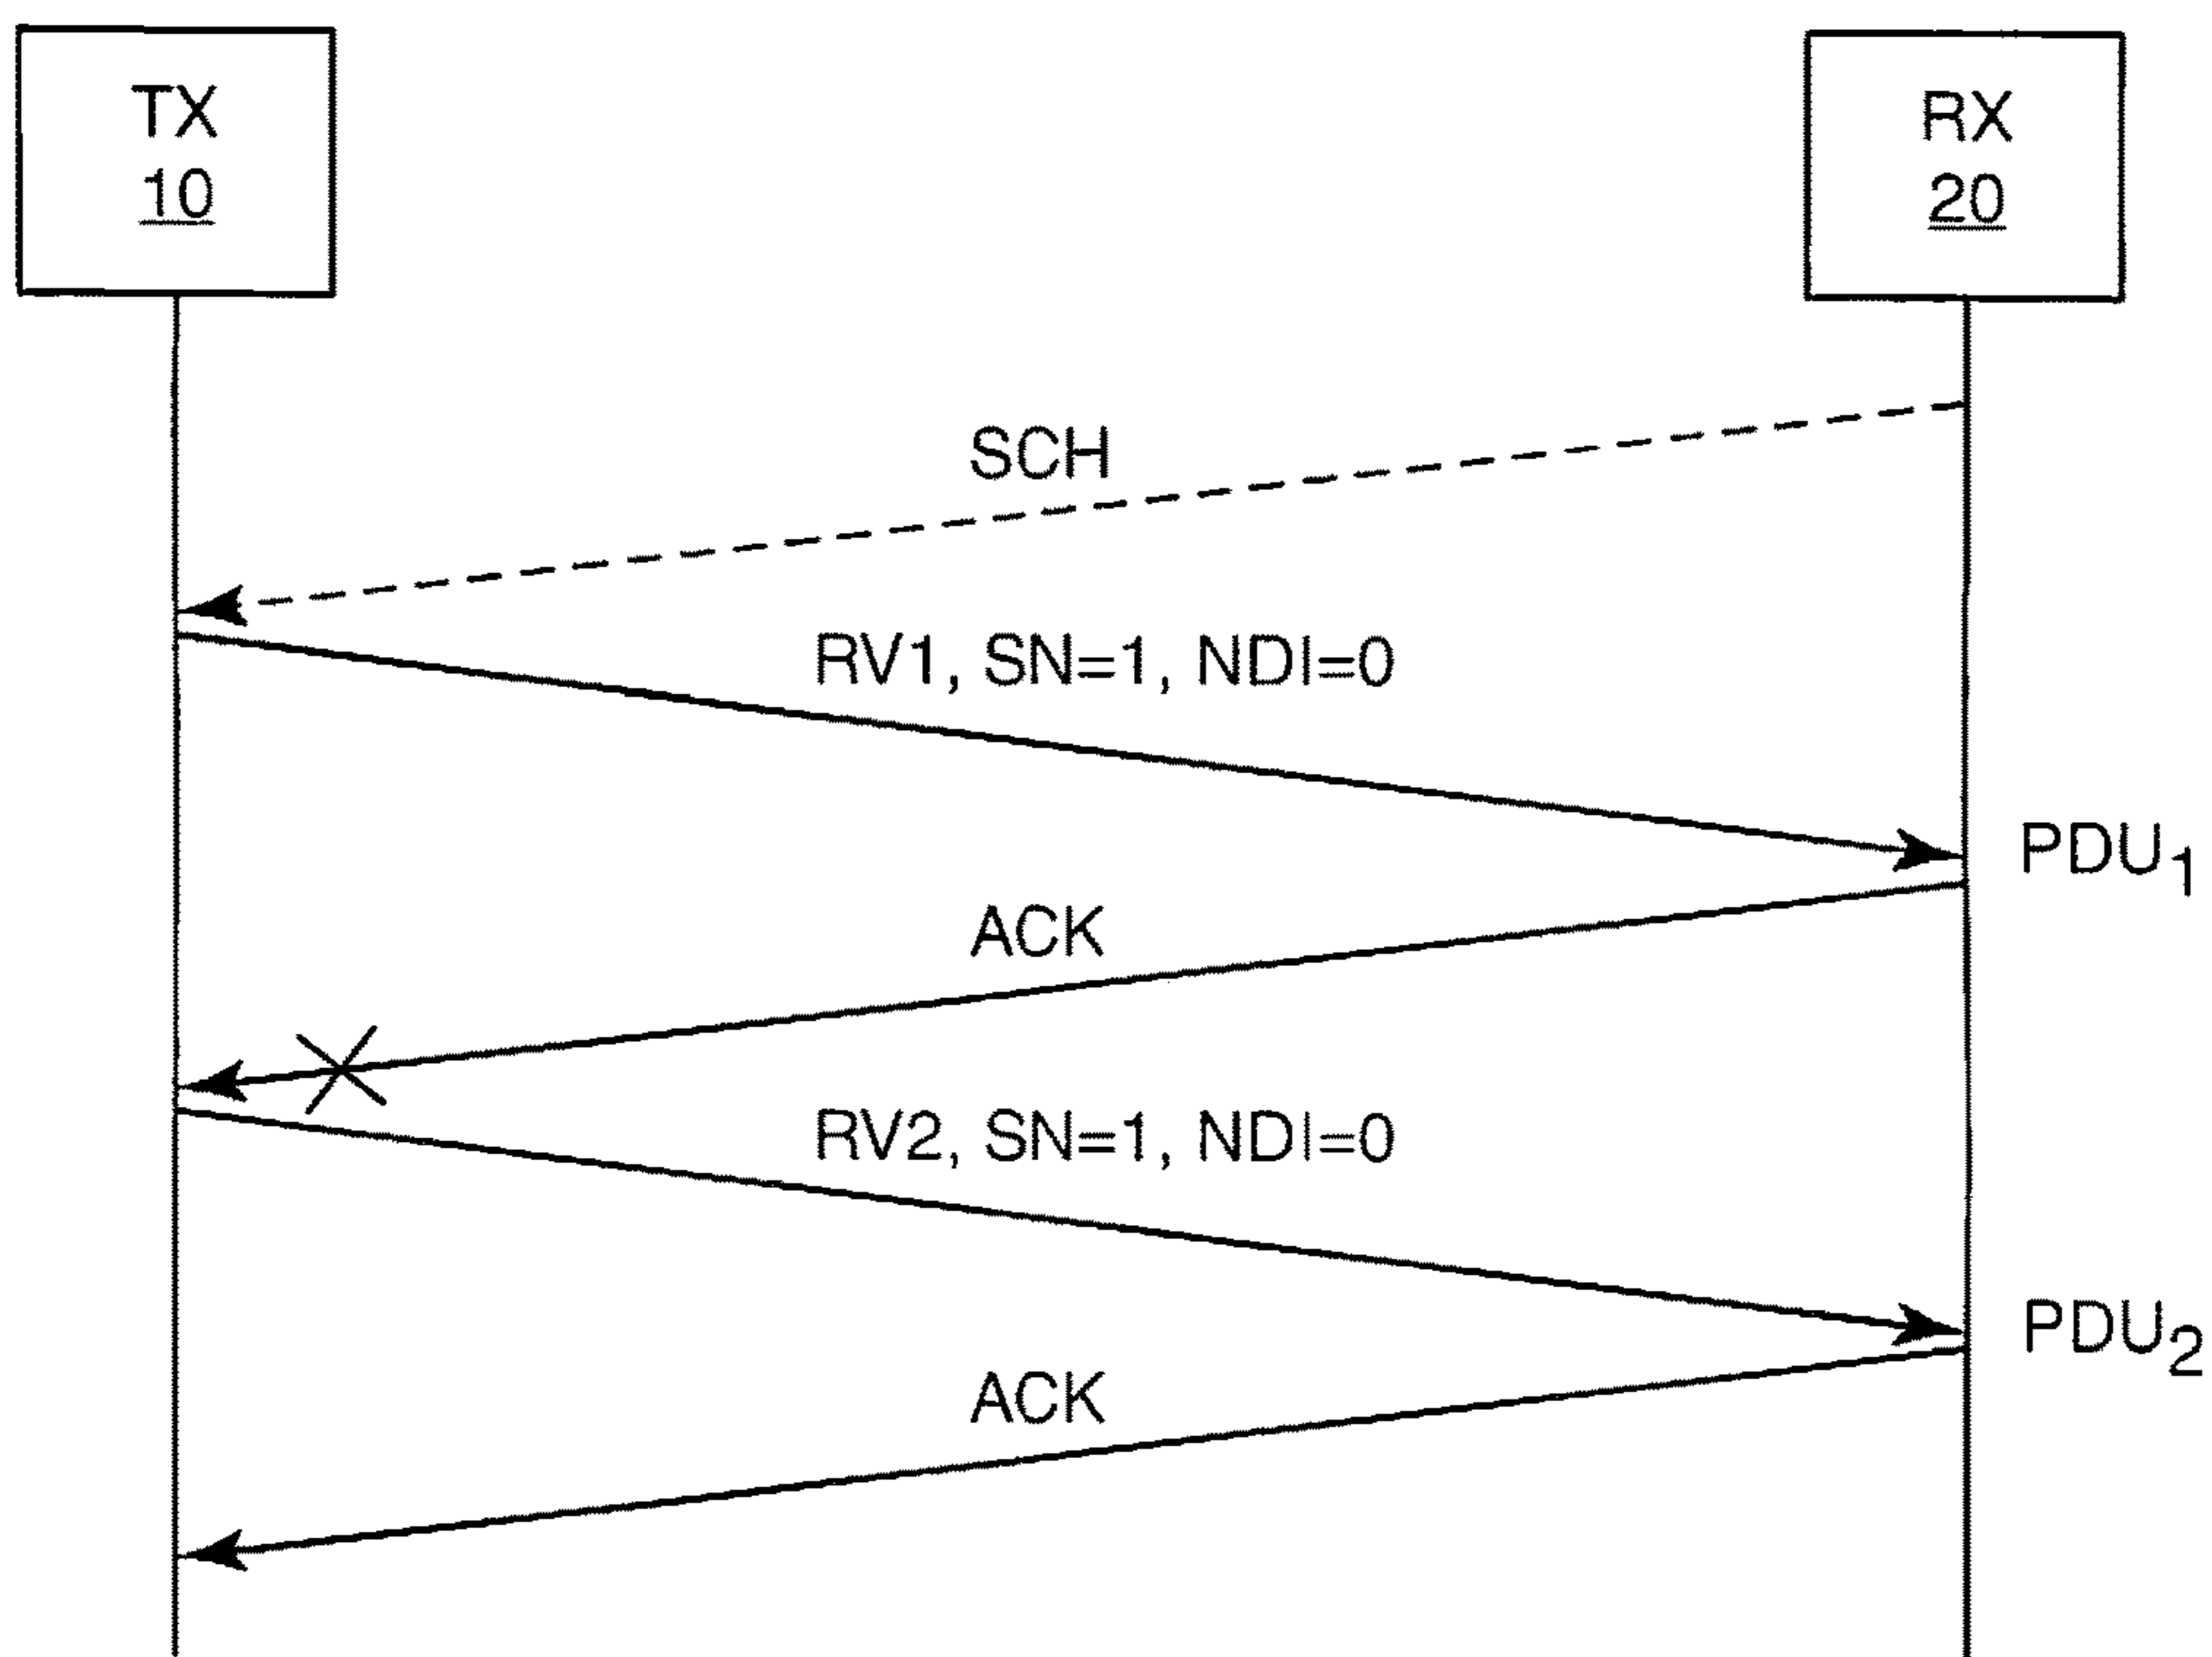 TX
10
RX
20
SCH
RV1, SN=1, NDI=0
PDU1
ACK
RV2, SN=1, NDI=0
PDU2
ACK